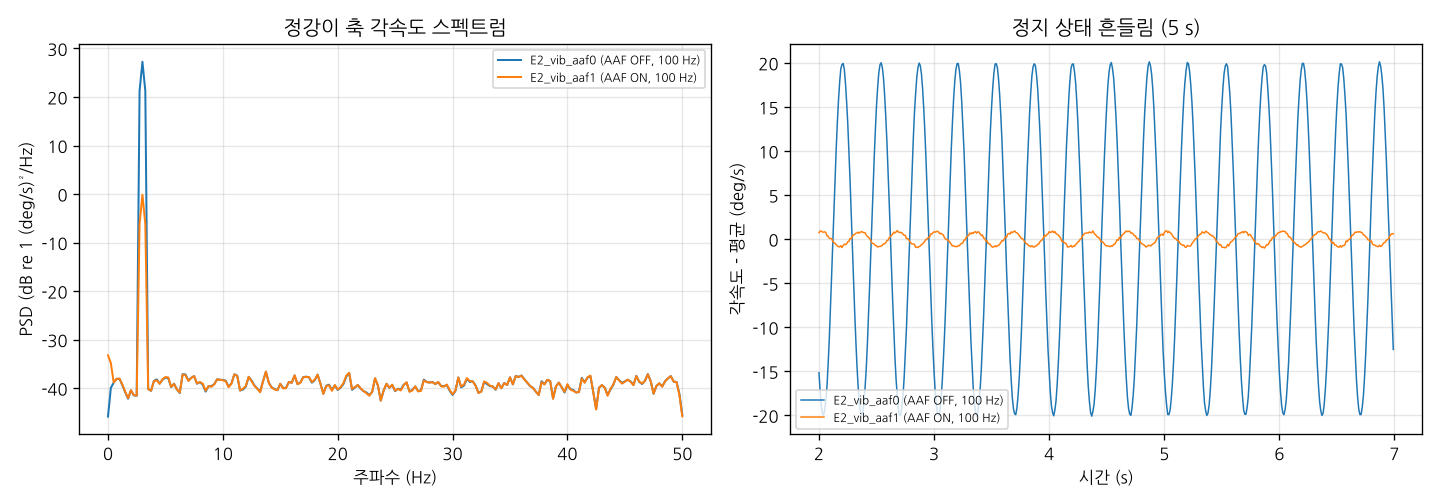 정강이 축 각속도 스펙트럼
E2_vib_aaf0 (AAF OFF, 100 Hz)
E2_vib_aaf1 (AAF ON, 100 Hz)
PSD (dB re 1 (deg/s)²/Hz)
30
20
10
0
-10
-20
-30
-40
0
10
20
30
40
50
주파수 (Hz)
정지 상태 흔들림 (5 s)
각속도 - 평균 (deg/s)
20
15
10
5
0
-5
-10
-15
-20
E2_vib_aaf0 (AAF OFF, 100 Hz)
E2_vib_aaf1 (AAF ON, 100 Hz)
2
3
4
5
6
7
시간 (s)